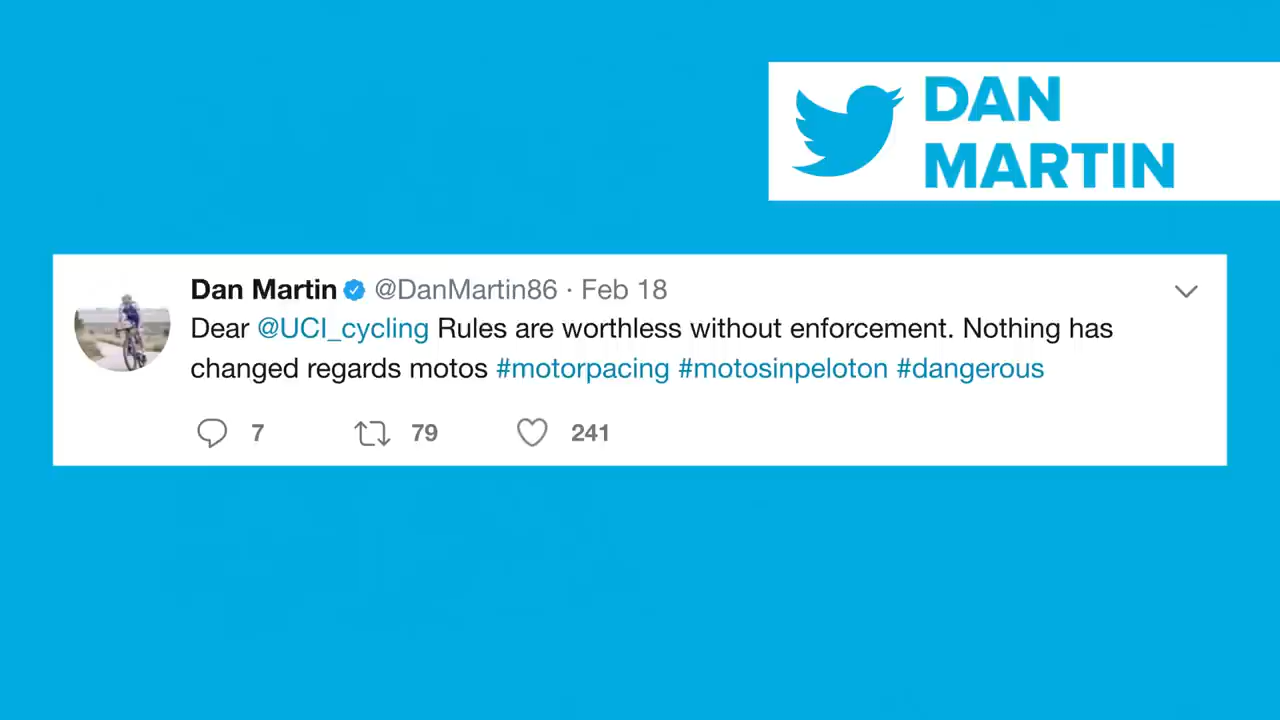 DAN
MARTIN
Dan Martin @DanMartin86 · Feb 18
Dear @UCI_cycling Rules are worthless without enforcement. Nothing has
changed regards motos #motorpacing #motosinpeloton #dangerous
7 79 241